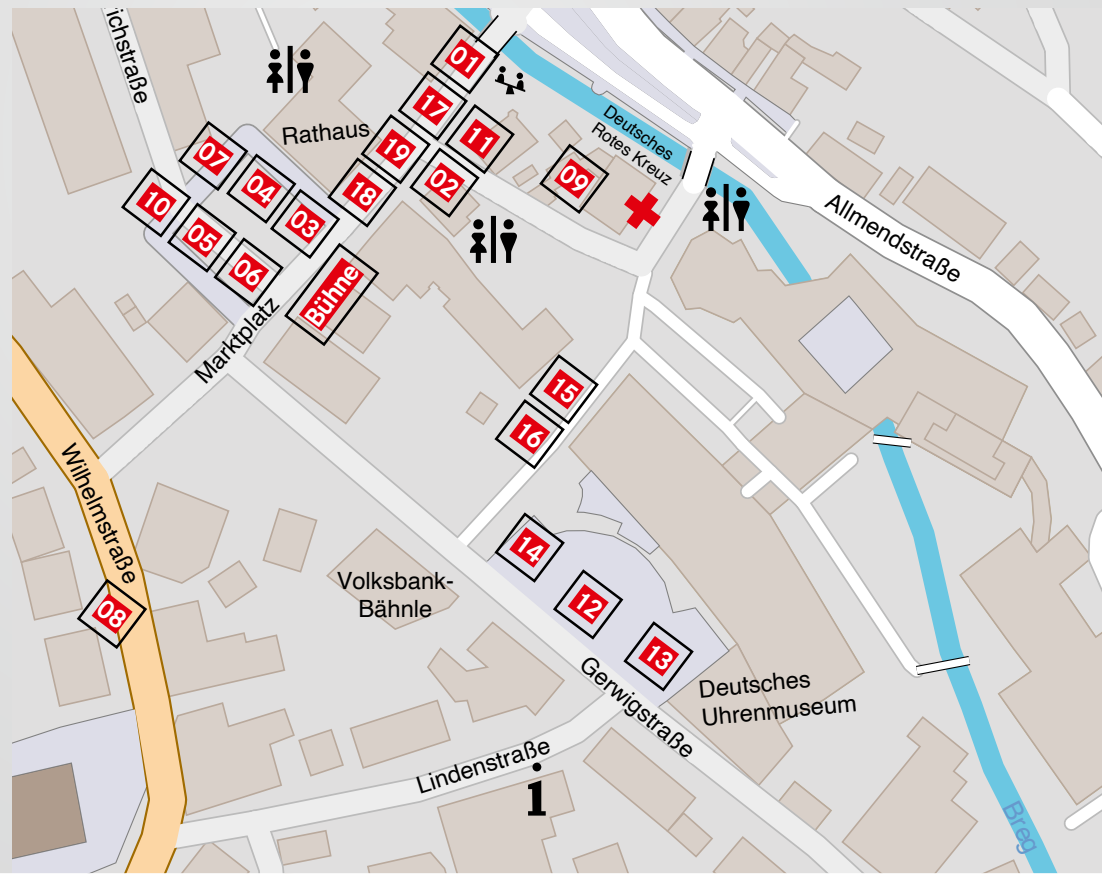 ichstraße
01
17
11
Deutsches
Rotes Kreuz
Rathaus
19
07
02
09
04
18
10
03
Allmendstraße
05
06
Bühne
Marktplatz
15
16
Wilhelmstraße
14
Volksbank-
Bähnle
12
08
13
Deutsches
Uhrenmuseum
Gerwigstraße
Lindenstraße
i
Breg